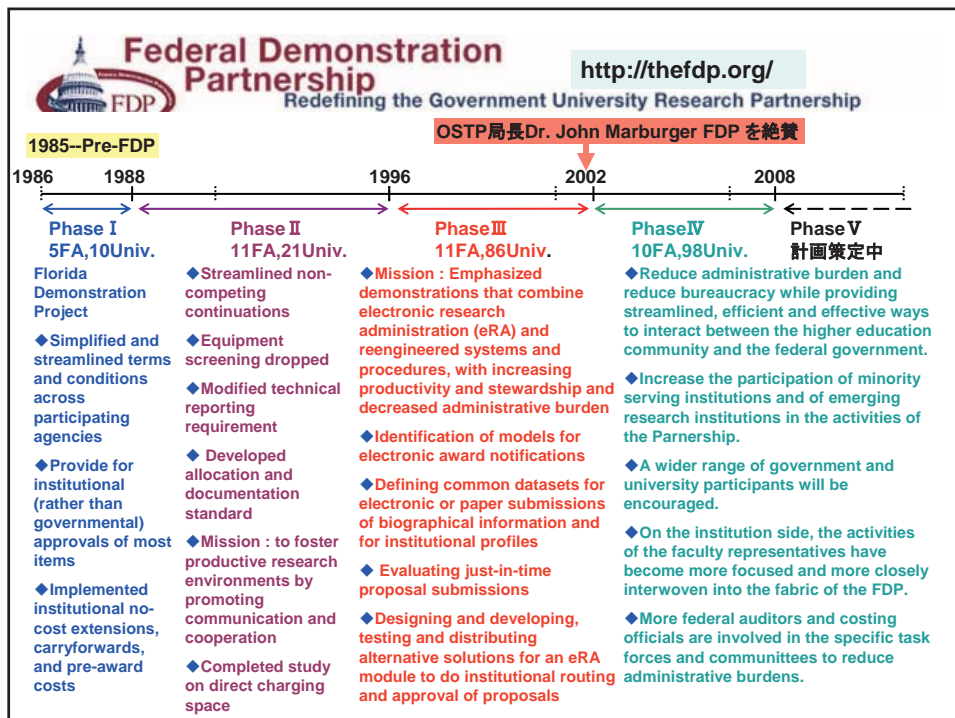 Federal Demonstration
Partnership
http://thefdp.org/
FDP
Redefining the Government University Research Partnership
OSTP局長Dr. John Marburger FDP を絶賛
1985--Pre-FDP
1986 1988 1996 2002 2008
Phase Ⅰ
5FA,10Univ.
Florida
Demonstration
Project
◆Simplified and
streamlined terms
and conditions
across
participating
agencies
◆Provide for
institutional
(rather than
governmental)
approvals of most
items
◆Implemented
institutional no-
cost extensions,
carryforwards,
and pre-award
costs
Phase Ⅱ
11FA,21Univ.
◆Streamlined non-
competing
continuations
◆Equipment
screening dropped
◆Modified technical
reporting
requirement
◆ Developed
allocation and
documentation
standard
◆Mission : to foster
productive research
environments by
promoting
communication and
cooperation
◆Completed study
on direct charging
space
PhaseⅢ
11FA,86Univ.
◆Mission : Emphasized
demonstrations that combine
electronic research
administration (eRA) and
reengineered systems and
procedures, with increasing
productivity and stewardship and
decreased administrative burden
◆Identification of models for
electronic award notifications
◆Defining common datasets for
electronic or paper submissions
of biographical information and
for institutional profiles
◆ Evaluating just-in-time
proposal submissions
◆Designing and developing,
testing and distributing
alternative solutions for an eRA
module to do institutional routing
and approval of proposals
PhaseⅣ
10FA,98Univ.
◆Reduce administrative burden and
reduce bureaucracy while providing
streamlined, efficient and effective ways
to interact between the higher education
community and the federal government.
◆Increase the participation of minority
serving institutions and of emerging
research institutions in the activities of
the Parnership.
◆A wider range of government and
university participants will be
encouraged.
◆On the institution side, the activities
of the faculty representatives have
become more focused and more closely
interwoven into the fabric of the FDP.
◆More federal auditors and costing
officials are involved in the specific task
forces and communittees to reduce
administrative burdens.
Phase Ⅴ
計画策定中